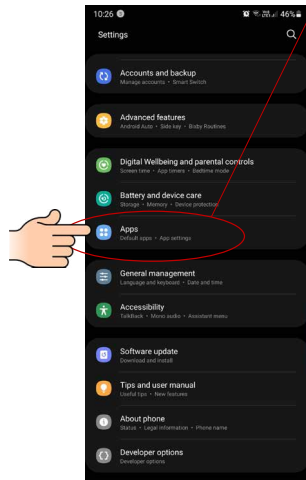 10:26 46%
Settings
Accounts and backup
Manage accounts • Smart Switch
Advanced features
Android Auto • Side key • Bixby Routines
Digital Wellbeing and parental controls
Screen time • App timers • Bedtime mode
Battery and device care
Storage • Memory • Device protection
Apps
Default apps • App settings
General management
Language and keyboard • Date and time
Accessibility
TalkBack • Mono audio • Assistant menu
Software update
Download and install
Tips and user manual
Useful tips • New features
About phone
Status • Legal information • Phone name
Developer options
Developer options